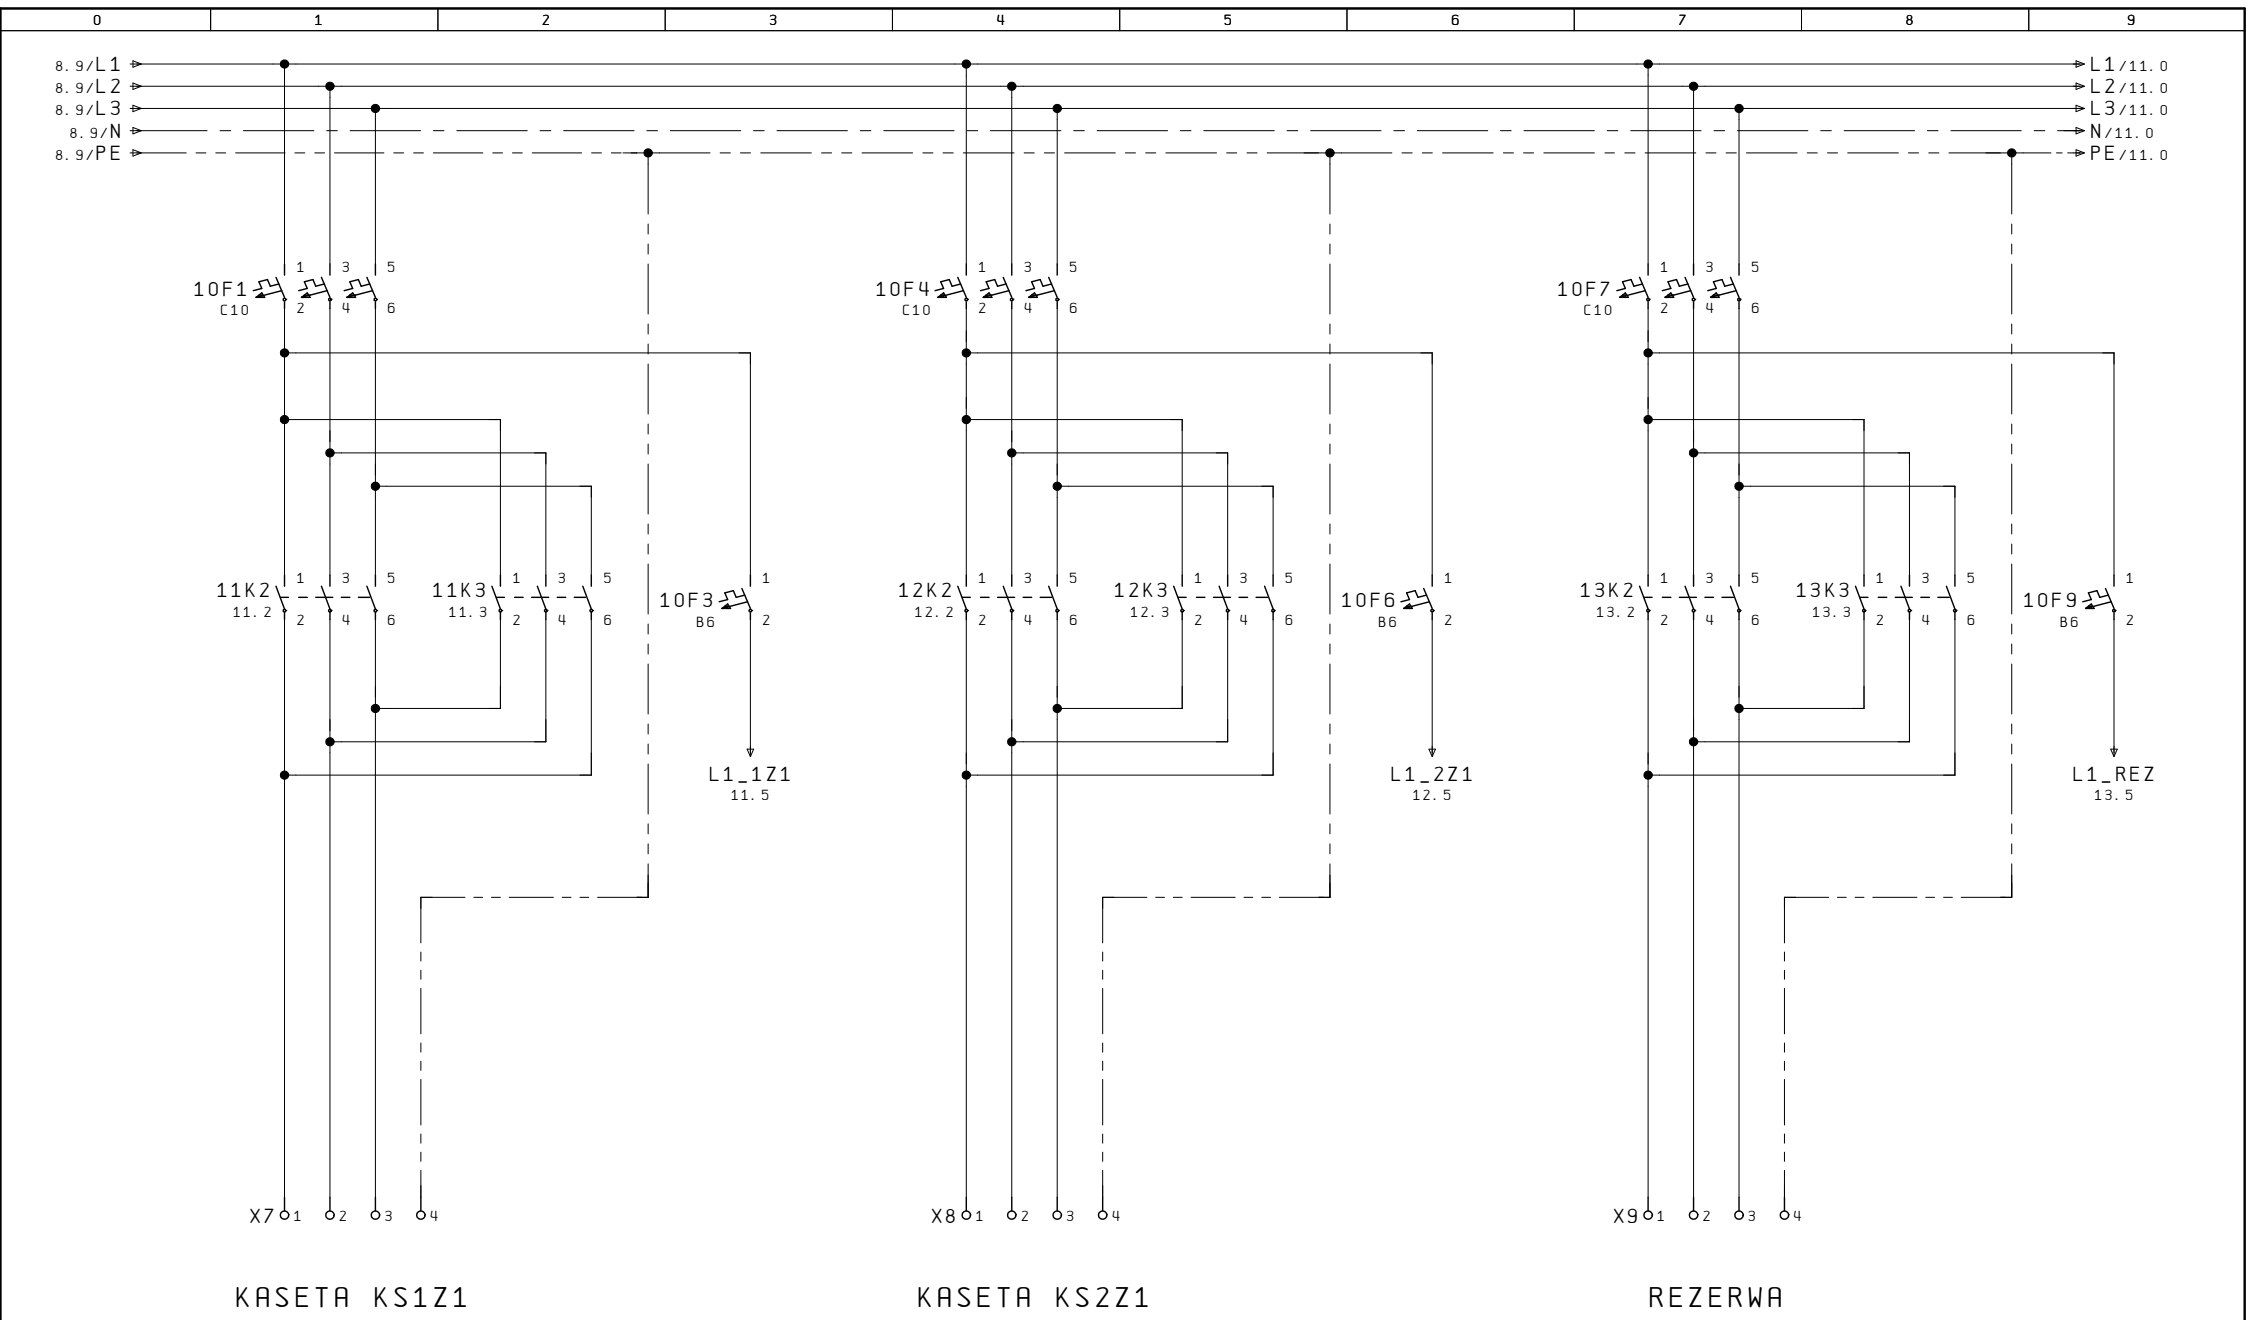 0 1 2 3 4 5 6 7 8 9
8.9/L1 L1/11.0
8.9/L2 L2/11.0
8.9/L3 L3/11.0
8.9/N N/11.0
8.9/PE PE/11.0
1 3 5 1 3 5 1 3 5
10F1 10F4 10F7
C10 2 4 6 C10 2 4 6 C10 2 4 6
1 3 5 1 3 5 1 1 3 5 1 3 5 1 1 3 5 1 3 5 1
11K2 11K3 10F3 12K2 12K3 10F6 13K2 13K3 10F9
11.2 2 4 6 11.3 2 4 6 B6 2 12.2 2 4 6 12.3 2 4 6 B6 2 13.2 2 4 6 13.3 2 4 6 B6 2
L1_1Z1 L1_2Z1 L1_REZ
11.5 12.5 13.5
X7 1 2 3 4 X8 1 2 3 4 X9 1 2 3 4
KASETA KS1Z1 KASETA KS2Z1 REZERWA